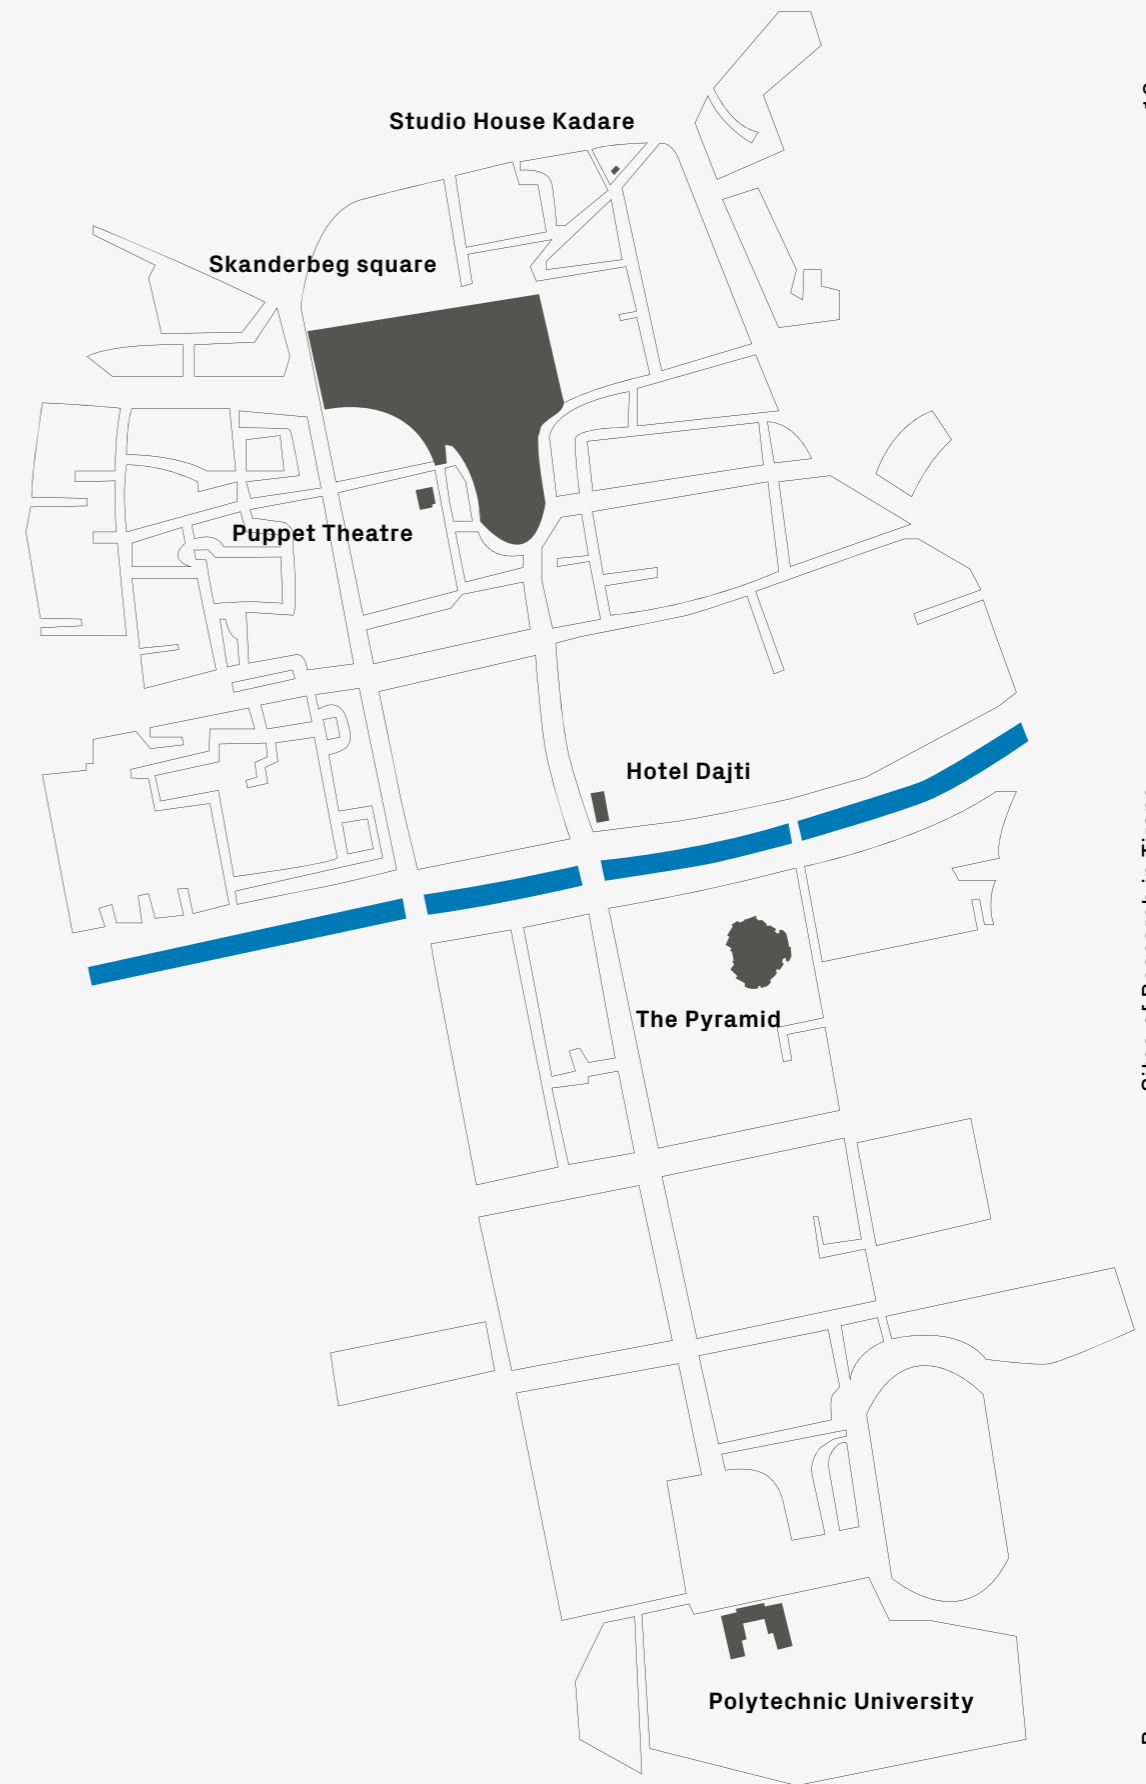 Studio House Kadare
Skanderbeg square
Puppet Theatre
Hotel Dajti
The Pyramid
Polytechnic University